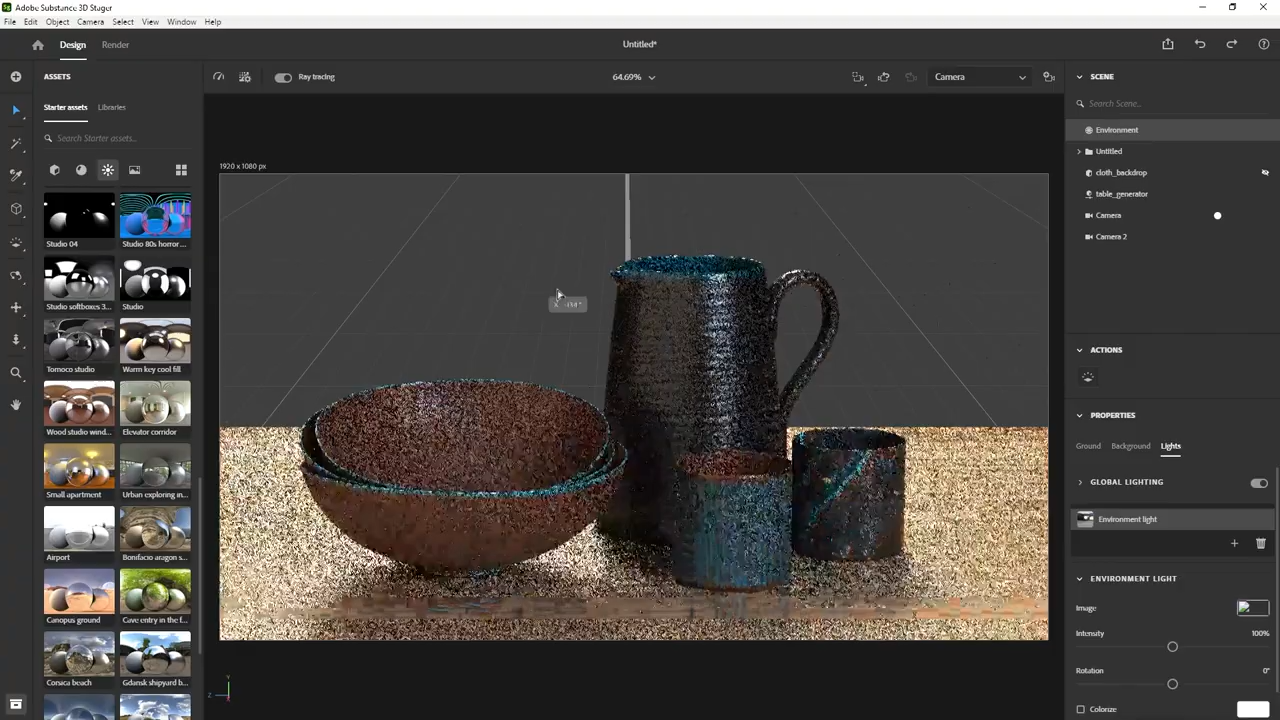 Adobe Substance 3D Stager
File Edit Object Camera Select View Window Help
Design Render Untitled*
ASSETS Ray tracing 64.69% Camera SCENE
Starter assets Libraries
Search Scene...
Search Starter assets...
Environment
Untitled
1920 x 1080 px
cloth_backdrop
table_generator
Camera
Camera 2
Studio 04 Studio 80s horror ...
Studio softboxes 3... Studio
Tomoco studio Warm key cool fill
ACTIONS
PROPERTIES
Wood studio wind... Elevator corridor
Ground Background Lights
GLOBAL LIGHTING
Small apartment Urban exploring in...
Environment light
Airport Bonifacio aragon s...
ENVIRONMENT LIGHT
Image
Canopus ground Cave entry in the f...
Intensity 100%
Rotation 0°
Corsica beach Gdansk shipyard b...
Y
Z
Colorize